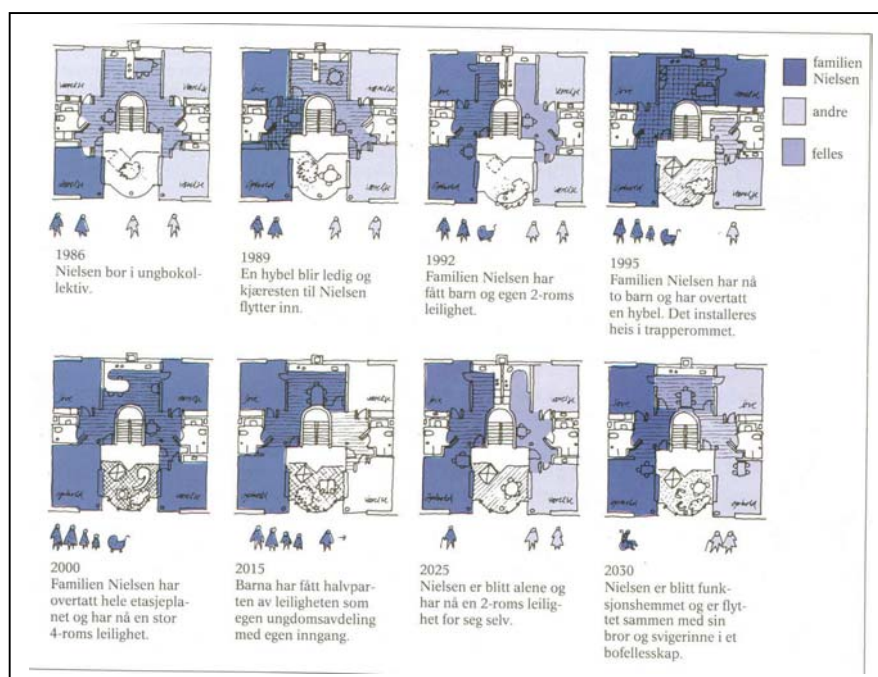 familien
Nielsen
andre
felles
1986
Nielsen bor i ungbokol-
lektiv.
1989
En hybel blir ledig og
kjæresten til Nielsen
flytter inn.
1992
Familien Nielsen har
fått barn og egen 2-roms
leilighet.
1995
Familien Nielsen har nå
to barn og har overtatt
en hybel. Det installeres
heis i trapperommet.
2000
Familien Nielsen har
overtatt hele etasjepla-
net og har nå en stor
4-roms leilighet.
2015
Barna har fått halvpar-
ten av leiligheten som
egen ungdomsavdeling
med egen inngang.
2025
Nielsen er blitt alene og
har nå en 2-roms leilig-
het for seg selv.
2030
Nielsen er blitt funk-
sjonshemmet og er flyt-
tet sammen med sin
bror og svigerinne i et
bofellesskap.